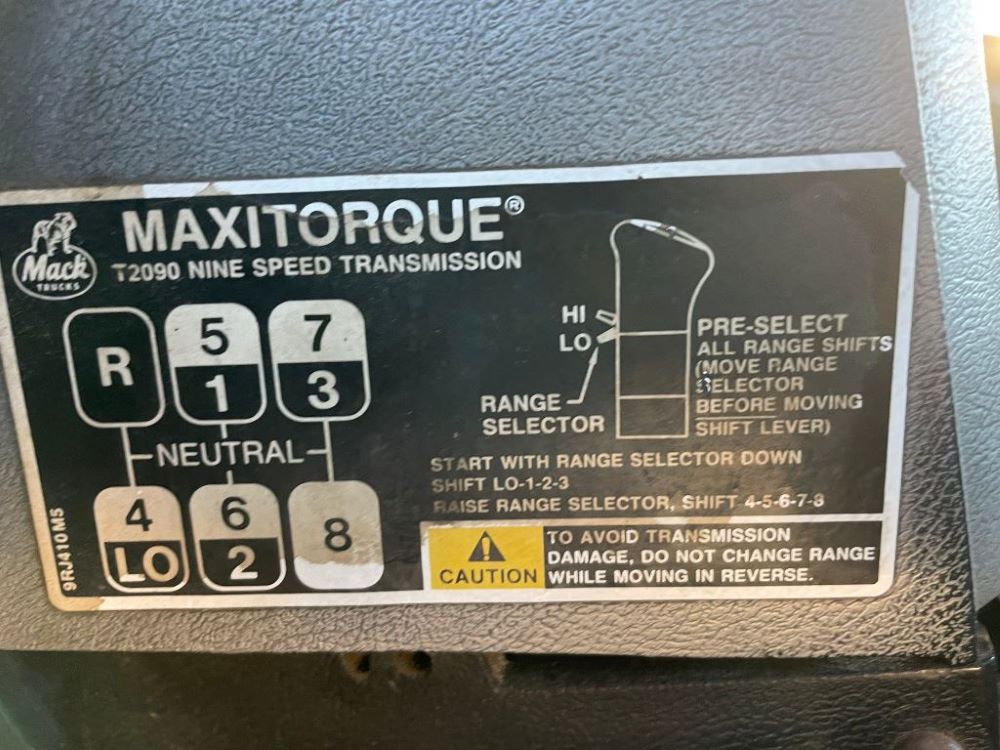 MAXITORQUE®
Mack
TRUCKS
T2090 NINE SPEED TRANSMISSION
R
5
1
7
3
NEUTRAL
4
LO
6
2
8
9RJ410M5
HI
LO
RANGE
SELECTOR
PRE-SELECT
ALL RANGE SHIFTS
(MOVE RANGE
SELECTOR
BEFORE MOVING
SHIFT LEVER)
START WITH RANGE SELECTOR DOWN
SHIFT LO-1-2-3
RAISE RANGE SELECTOR, SHIFT 4-5-6-7-8
CAUTION
TO AVOID TRANSMISSION
DAMAGE, DO NOT CHANGE RANGE
WHILE MOVING IN REVERSE.